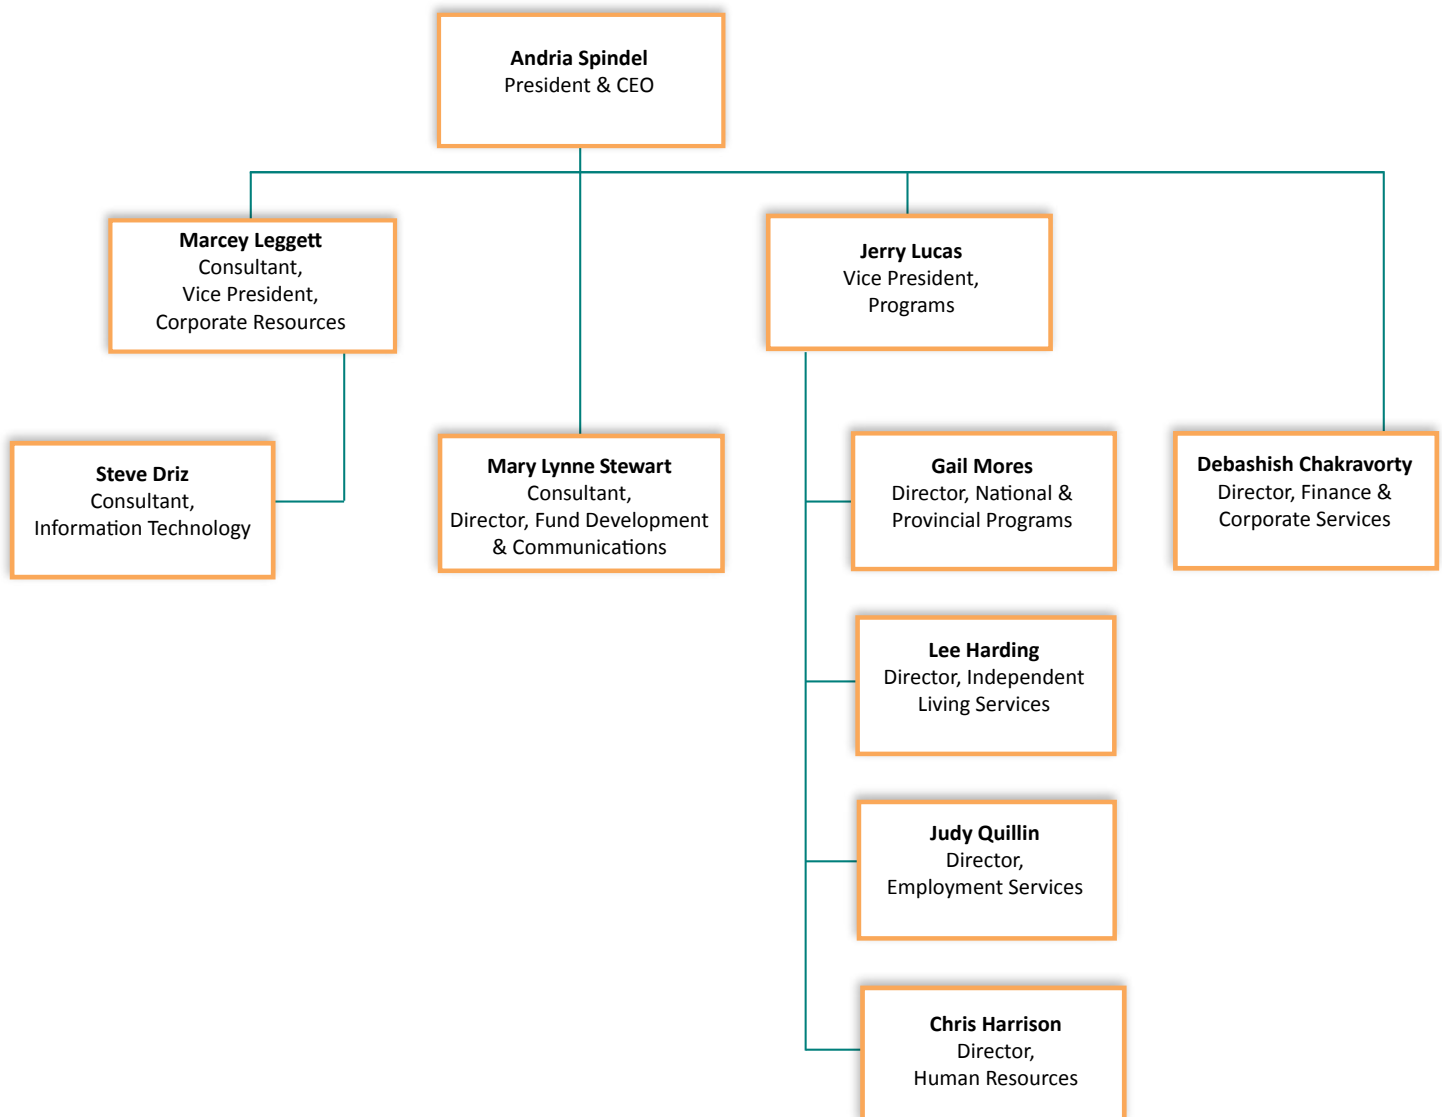 Andria Spindel
President & CEO
Marcey Leggett
Consultant,
Vice President,
Corporate Resources
Jerry Lucas
Vice President,
Programs
Steve Driz
Consultant,
Information Technology
Mary Lynne Stewart
Consultant,
Director, Fund Development
& Communications
Gail Mores
Director, National &
Provincial Programs
Debashish Chakravorty
Director, Finance &
Corporate Services
Lee Harding
Director, Independent
Living Services
Judy Quillin
Director,
Employment Services
Chris Harrison
Director,
Human Resources